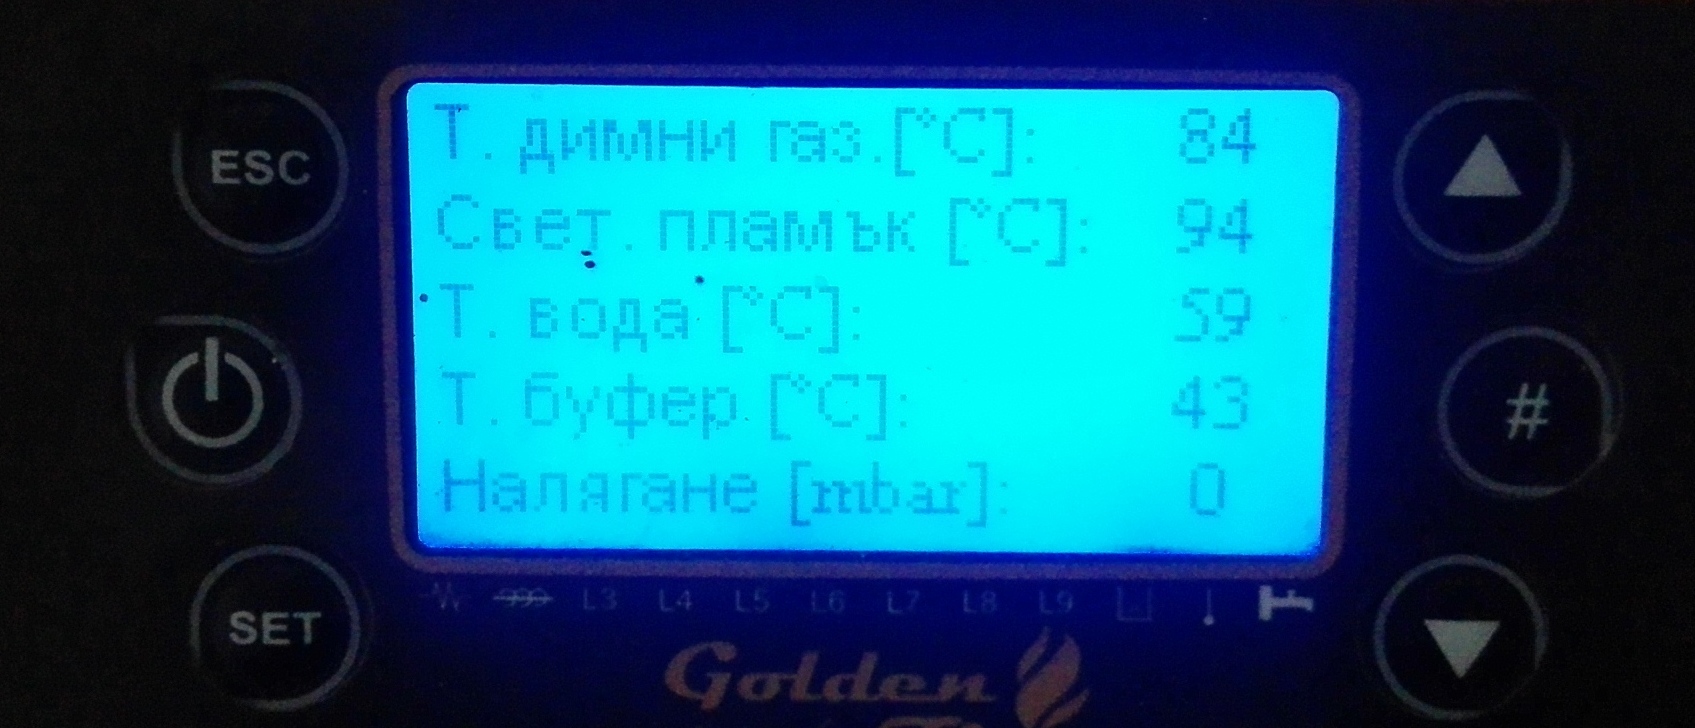 Т. димни газ.[°C]: 84
Свет. пламък [°C]: 94
Т. вода [°C]: 59
Т. буфер [°C]: 43
Налягане [mbar]: 0
ESC
SET
#
L3 L4 L5 L6 L7 L8 L9
Golden